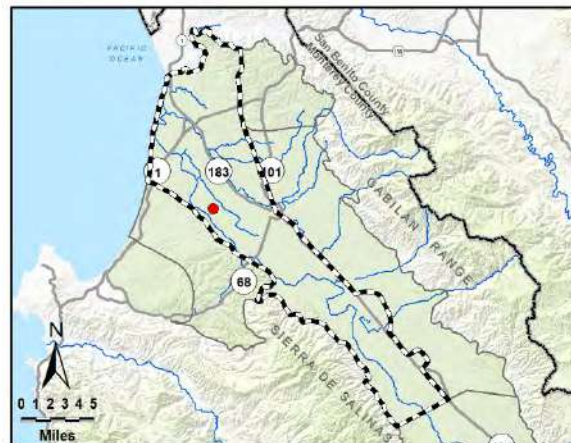 PACIFIC
OCEAN
1
San Benito County
Monterey County
1
183
101
GABILAN RANGE
68
SIERRA DE SALINAS
N
0 1 2 3 4 5
Miles